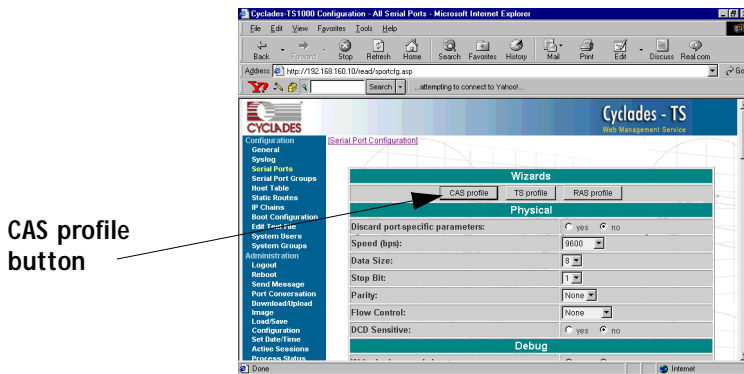 Cyclades-TS1000 Configuration - All Serial Ports - Microsoft Internet Explorer
File Edit View Favorites Tools Help
Back Forward Stop Refresh Home Search Favorites History Mail Print Edit Discuss Real.com
Address http://192.168.160.10/read/sportcfg.asp Go
Y? Search ...attempting to connect to Yahoo!...
CYCLADES
Cyclades - TS
Web Management Service
Configuration
General
Syslog
Serial Ports
Serial Port Groups
Host Table
Static Routes
IP Chains
Boot Configuration
Edit Text File
System Users
System Groups
Administration
Logout
Reboot
Send Message
Port Conversation
Download/Upload
Image
Load/Save
Configuration
Set Date/Time
Active Sessions
Process Status
[Serial Port Configuration]
Wizards
CAS profile TS profile RAS profile
Physical
Discard port-specific parameters: yes no
Speed (bps): 9600
Data Size: 8
Stop Bit: 1
Parity: None
Flow Control: None
DCD Sensitive: yes no
Debug
Done Internet
CAS profile
button